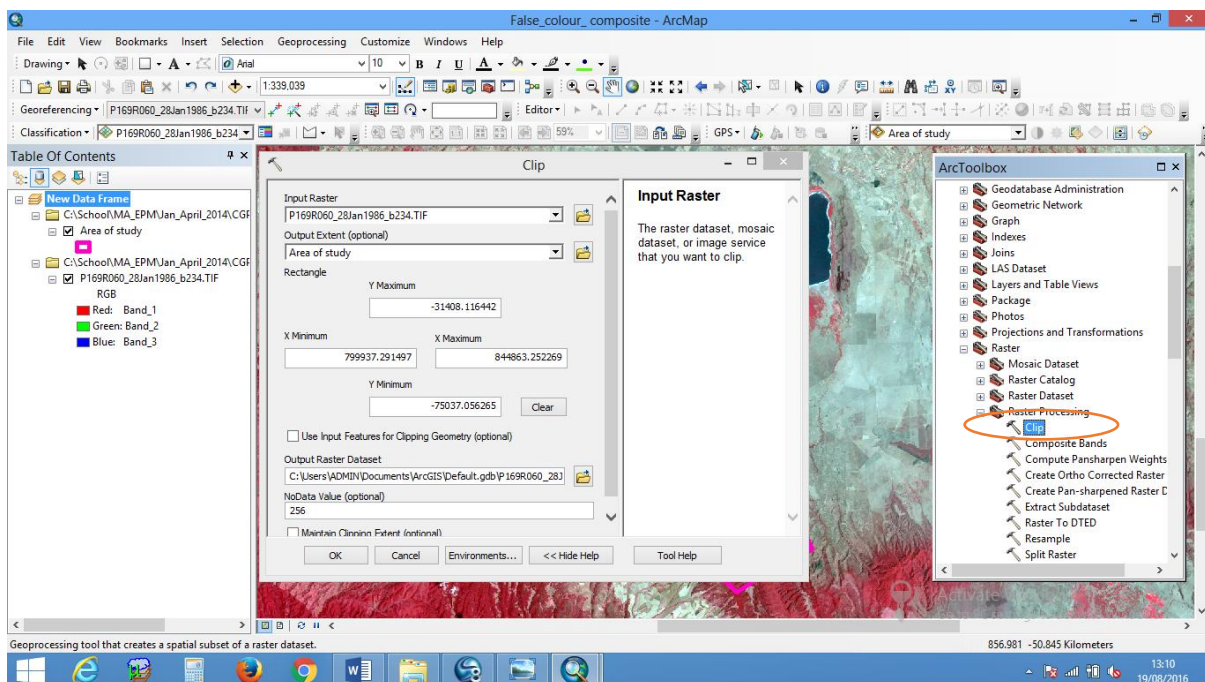 False_colour_ composite - ArcMap
File Edit View Bookmarks Insert Selection Geoprocessing Customize Windows Help
Drawing A Arial 10 B I U A
1:339,039
Georeferencing P169R060_28Jan1986_b234.TIF Editor
Classification P169R060_28Jan1986_b234 59% GPS Area of study
Table Of Contents
New Data Frame
C:\School\MA_EPM\Jan_April_2014\CGF
Area of study
C:\School\MA_EPM\Jan_April_2014\CGF
P169R060_28Jan1986_b234.TIF
RGB
Red: Band_1
Green: Band_2
Blue: Band_3
Clip
Input Raster
P169R060_28Jan1986_b234.TIF
Output Extent (optional)
Area of study
Rectangle
Y Maximum
-31408.116442
X Minimum X Maximum
799937.291497 844863.252269
Y Minimum
-75037.056265 Clear
Use Input Features for Clipping Geometry (optional)
Output Raster Dataset
C:\Users\ADMIN\Documents\ArcGIS\Default.gdb\P169R060_28J
NoData Value (optional)
256
Maintain Clipping Extent (optional)
OK Cancel Environments... << Hide Help Tool Help
Input Raster
The raster dataset, mosaic
dataset, or image service
that you want to clip.
ArcToolbox
Geodatabase Administration
Geometric Network
Graph
Indexes
Joins
LAS Dataset
Layers and Table Views
Package
Photos
Projections and Transformations
Raster
Mosaic Dataset
Raster Catalog
Raster Dataset
Raster Processing
Clip
Composite Bands
Compute Pansharpen Weights
Create Ortho Corrected Raster
Create Pan-sharpened Raster D
Extract Subdataset
Raster To DTED
Resample
Split Raster
Activate
Geoprocessing tool that creates a spatial subset of a raster dataset.
856.981 -50.845 Kilometers
13:10
19/08/2016